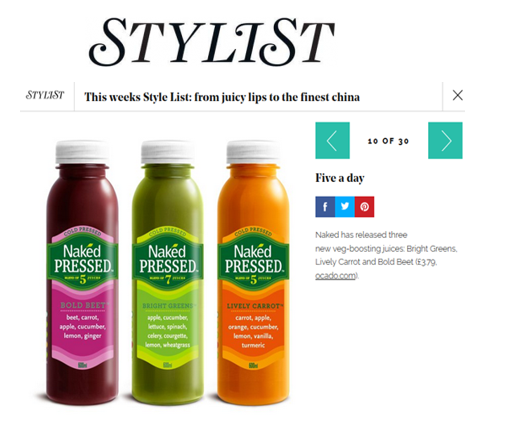 STYLIST
STYLIST
This weeks Style List: from juicy lips to the finest china
10 OF 30
Five a day
Naked has released three
new veg-boosting juices: Bright Greens,
Lively Carrot and Bold Beet (£3.79,
ocado.com).
COLD PRESSED
Naked
PRESSED
MADE OF 5 JUICES
BOLD BEET
beet, carrot,
apple, cucumber,
lemon, ginger
COLD PRESSED
Naked
PRESSED
MADE OF 7 JUICES
BRIGHT GREENS
apple, cucumber,
lettuce, spinach,
celery, courgette,
lemon, wheatgrass
COLD PRESSED
Naked
PRESSED
MADE OF 5 JUICES
LIVELY CARROT
carrot, apple,
orange, cucumber,
lemon, vanilla,
turmeric